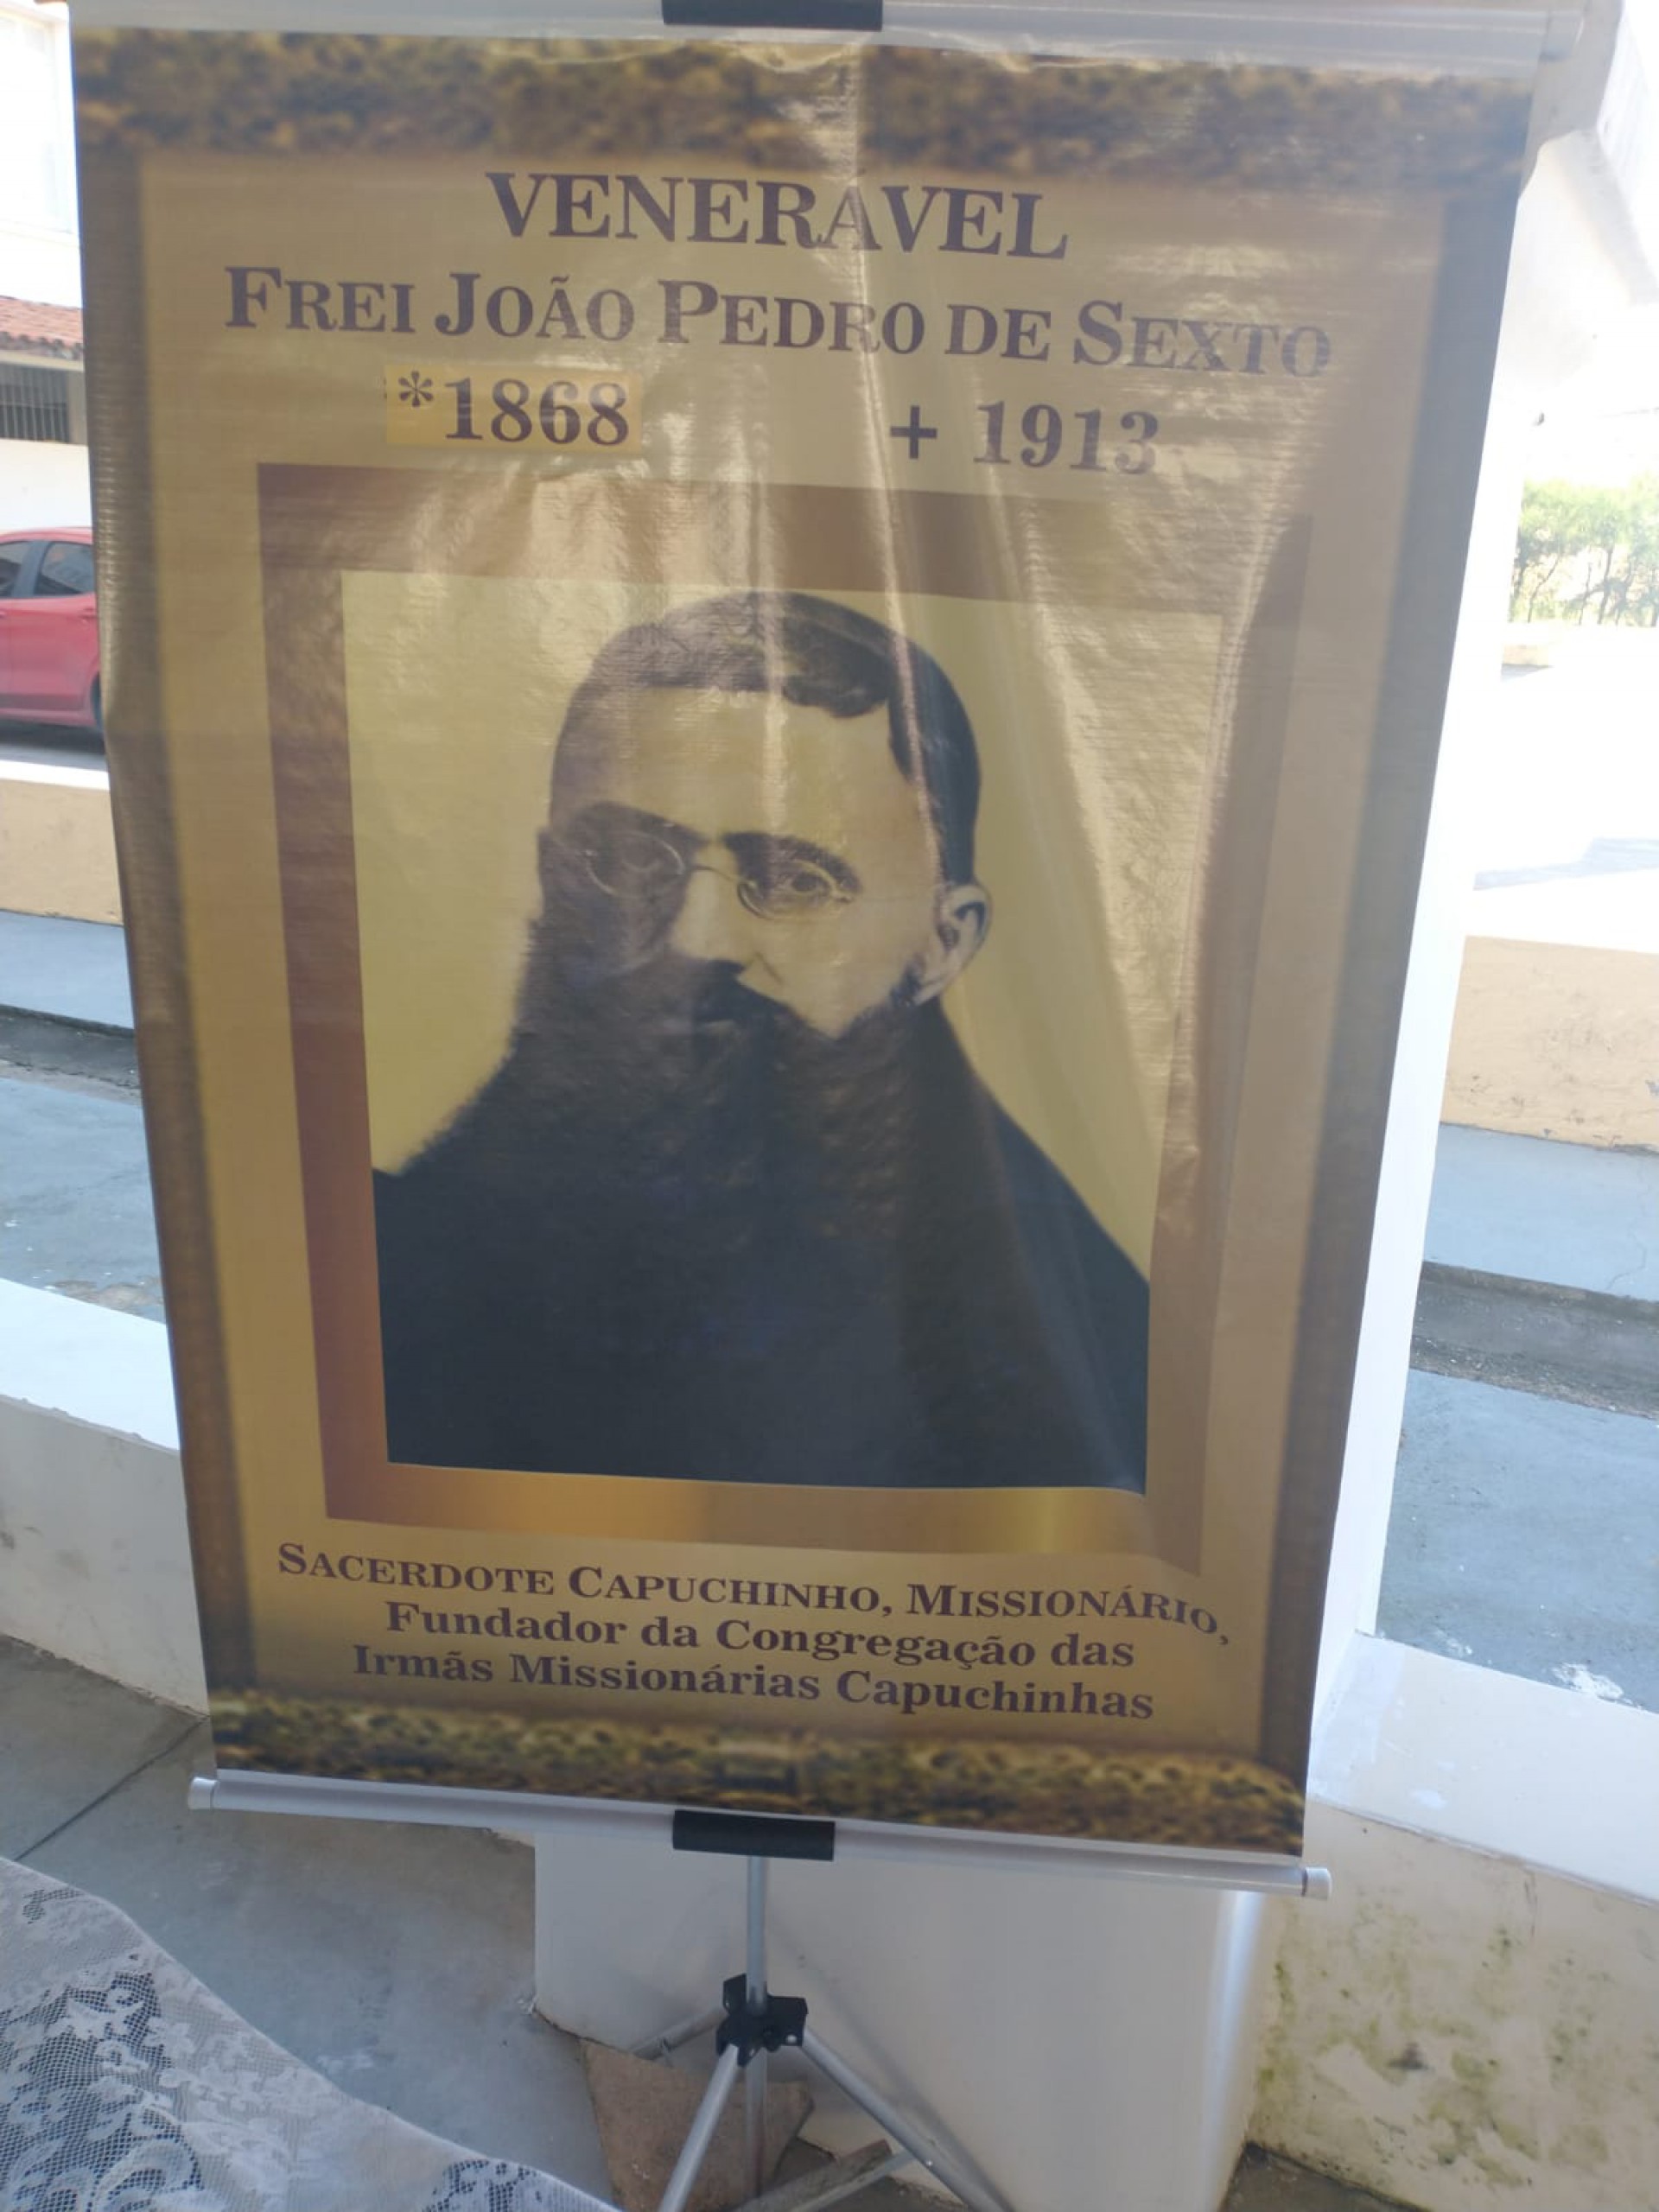 VENERAVEL
FREI JOÃO PEDRO DE SEXTO
*1868 + 1913
SACERDOTE CAPUCHINHO, MISSIONÁRIO,
Fundador da Congregação das
Irmãs Missionárias Capuchinhas